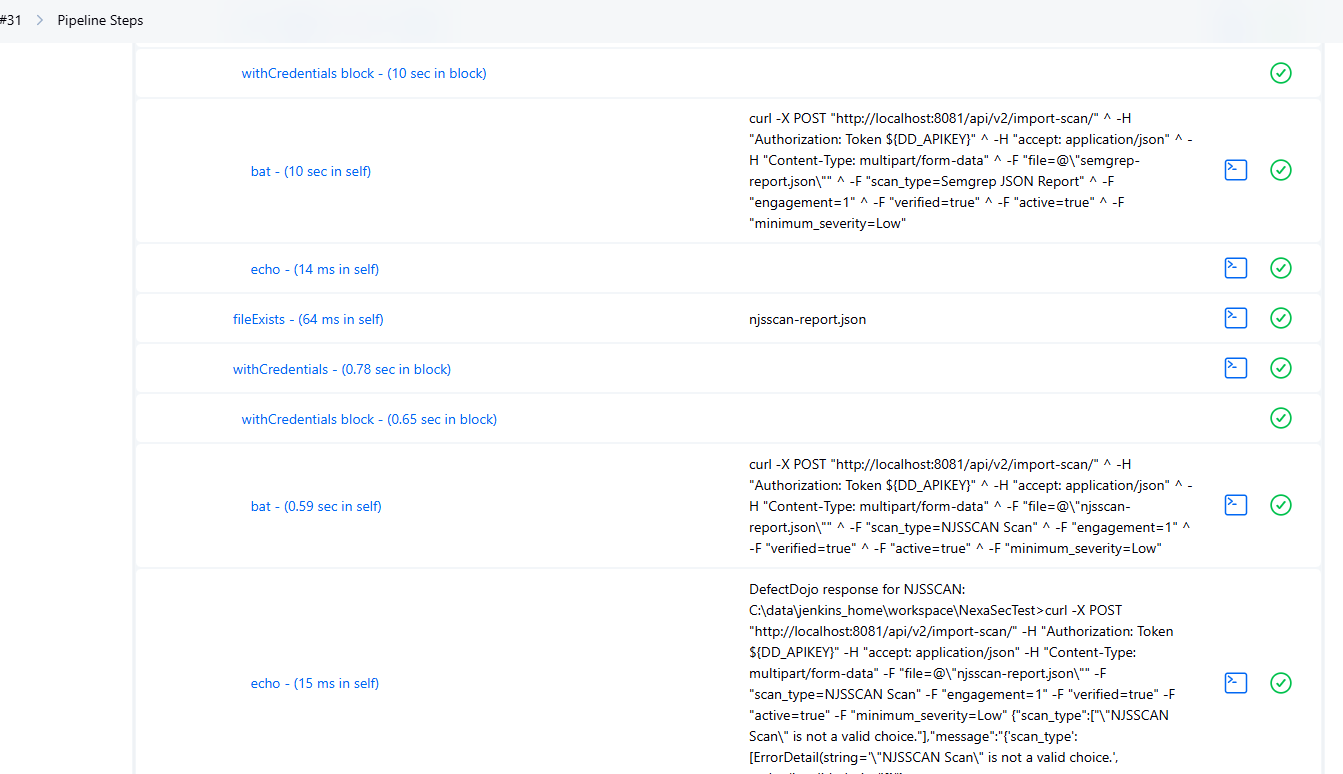 #31 > Pipeline Steps
withCredentials block - (10 sec in block)
curl -X POST "http://localhost:8081/api/v2/import-scan/" ^ -H
"Authorization: Token ${DD_APIKEY}" ^ -H "accept: application/json" ^ -
H "Content-Type: multipart/form-data" ^ -F "file=@\"semgrep-
bat - (10 sec in self)
report.json\"" ^ -F "scan_type=Semgrep JSON Report" ^ -F
"engagement=1" ^ -F "verified=true" ^ -F "active=true" ^ -F
"minimum_severity=Low"
echo - (14 ms in self)
fileExists - (64 ms in self)
njsscan-report.json
withCredentials - (0.78 sec in block)
withCredentials block - (0.65 sec in block)
curl -X POST "http://localhost:8081/api/v2/import-scan/" ^ -H
"Authorization: Token ${DD_APIKEY}" ^ -H "accept: application/json" ^ -
H "Content-Type: multipart/form-data" ^ -F "file=@\"njsscan-
bat - (0.59 sec in self)
report.json\"" ^ -F "scan_type=NJSSCAN Scan" ^ -F "engagement=1" ^
-F "verified=true" ^ -F "active=true" ^ -F "minimum_severity=Low"
DefectDojo response for NJSSCAN:
C:\data\jenkins_home\workspace\NexaSecTest>curl -X POST
"http://localhost:8081/api/v2/import-scan/" -H "Authorization: Token
${DD_APIKEY}" -H "accept: application/json" -H "Content-Type:
multipart/form-data" -F "file=@\"njsscan-report.json\"" -F
echo - (15 ms in self)
"scan_type=NJSSCAN Scan" -F "engagement=1" -F "verified=true" -F
"active=true" -F "minimum_severity=Low" {"scan_type":["\"NJSSCAN
Scan\" is not a valid choice."],"message":"{'scan_type':
[ErrorDetail(string='\"NJSSCAN Scan\" is not a valid choice.',